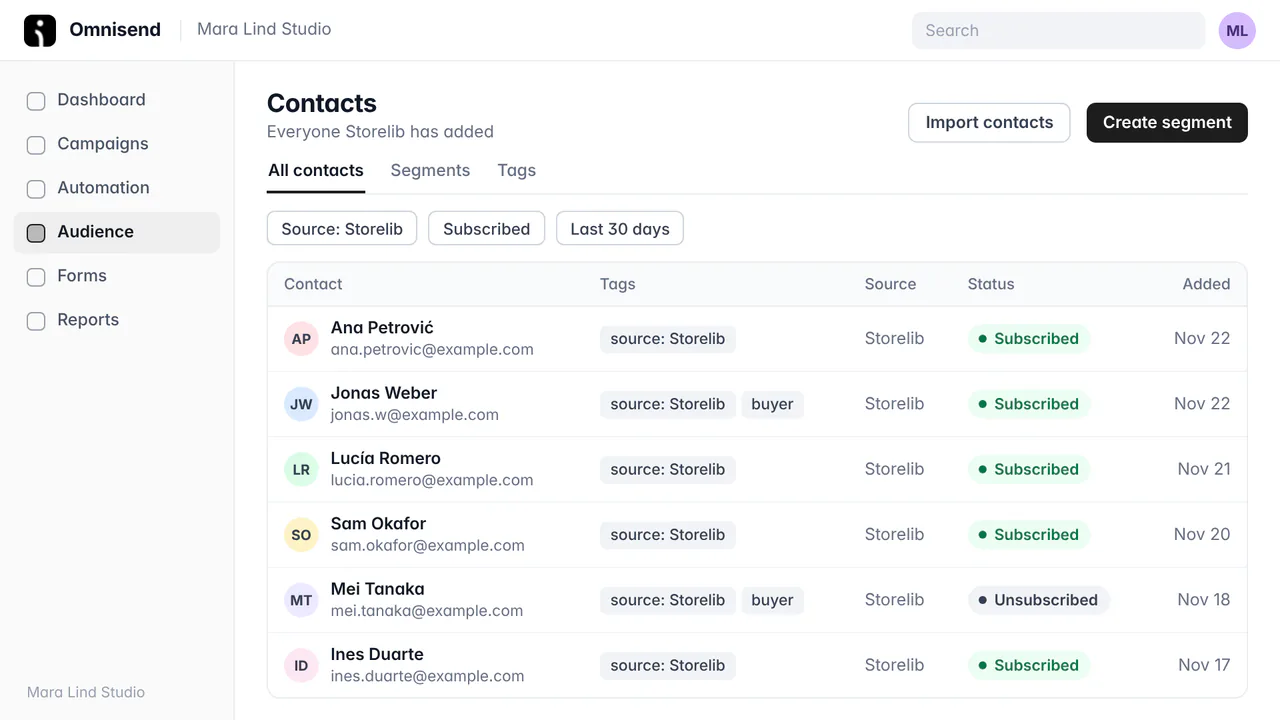 Omnisend
Mara Lind Studio
Search
ML
Dashboard
Campaigns
Automation
Audience
Forms
Reports
Mara Lind Studio
Contacts
Everyone Storelib has added
Import contacts
Create segment
All contacts Segments Tags
Source: Storelib Subscribed Last 30 days
Contact Tags Source Status Added
AP Ana Petrović
ana.petrovic@example.com
source: Storelib Storelib Subscribed Nov 22
JW Jonas Weber
jonas.w@example.com
source: Storelib buyer Storelib Subscribed Nov 22
LR Lucía Romero
lucia.romero@example.com
source: Storelib Storelib Subscribed Nov 21
SO Sam Okafor
sam.okafor@example.com
source: Storelib Storelib Subscribed Nov 20
MT Mei Tanaka
mei.tanaka@example.com
source: Storelib buyer Storelib Unsubscribed Nov 18
ID Ines Duarte
ines.duarte@example.com
source: Storelib Storelib Subscribed Nov 17